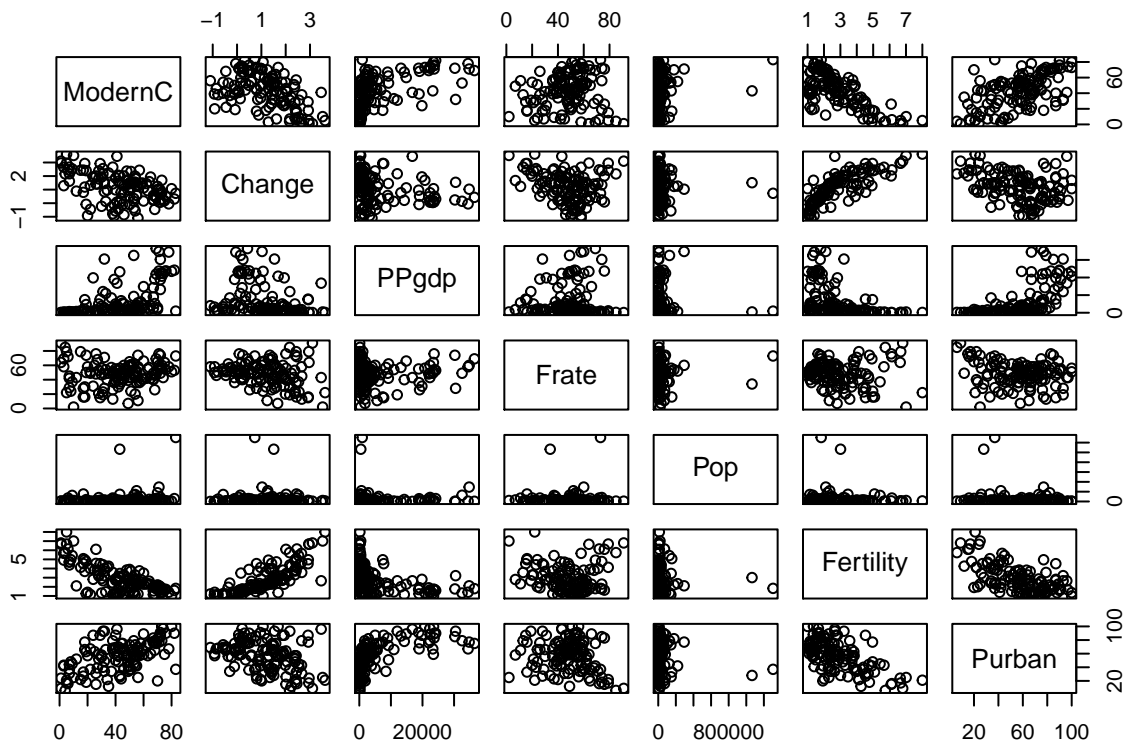 −1 1 3 0 40 80 1 3 5 7
ModernC 0 60
−1 2 Change
PPgdp 0
0 60 Frate
Pop 0
1 5 Fertility
Purban 20 100
0 40 80 0 20000 0 800000 20 60 100